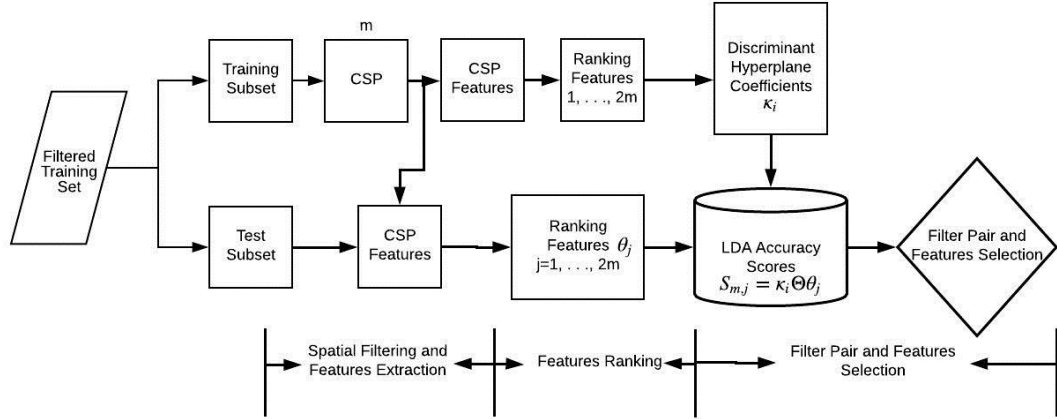 m
Filtered
Training
Set
Training
Subset
CSP
CSP
Features
Ranking
Features
1, . . ., 2m
Discriminant
Hyperplane
Coefficients
κᵢ
Test
Subset
CSP
Features
Ranking
Features θⱼ
j=1, . . ., 2m
LDA Accuracy
Scores
Sₘ,ⱼ = κᵢΘθⱼ
Filter Pair and
Features Selection
Spatial Filtering and
Features Extraction
Features Ranking
Filter Pair and Features
Selection